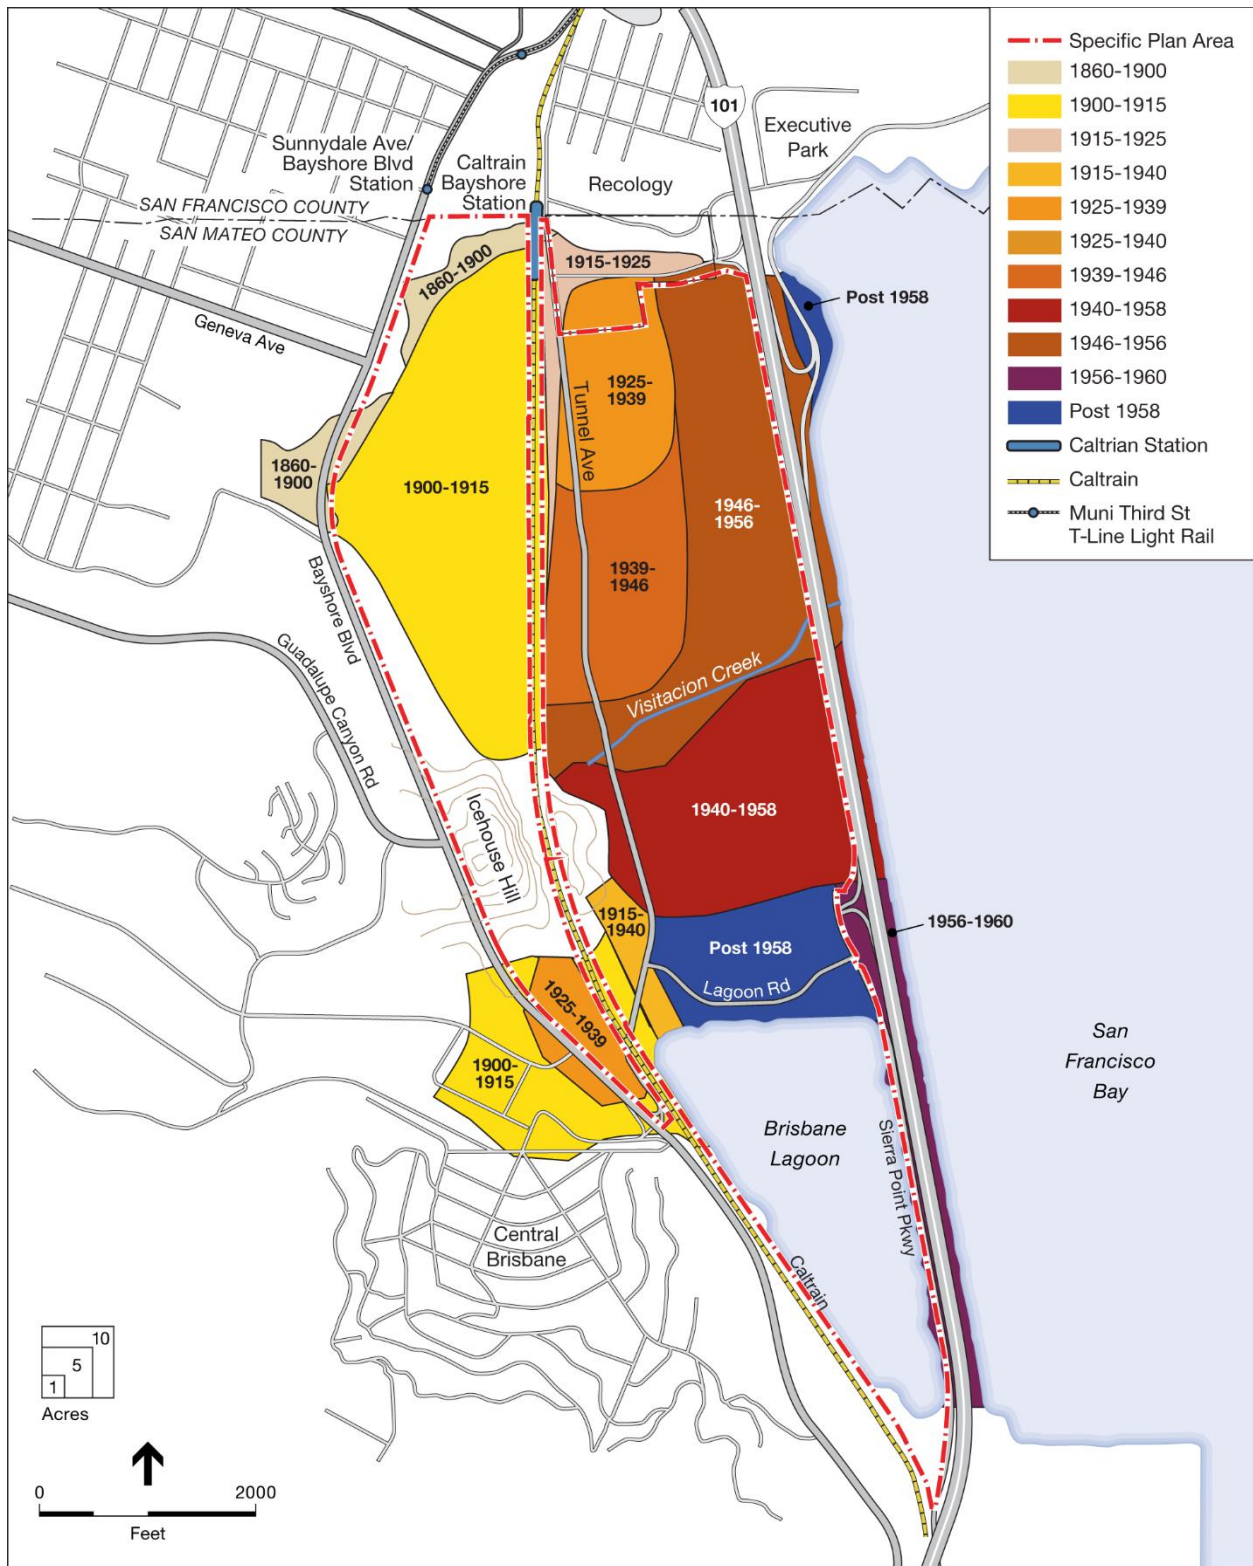 Specific Plan Area
1860-1900
1900-1915
1915-1925
1915-1940
1925-1939
1925-1940
1939-1946
1940-1958
1946-1956
1956-1960
Post 1958
Caltrian Station
Caltrain
Muni Third St
T-Line Light Rail
101
Executive
Park
Sunnydale Ave/
Bayshore Blvd
Station
Caltrain
Bayshore
Station
Recology
SAN FRANCISCO COUNTY
SAN MATEO COUNTY
1860-1900
1915-1925
Post 1958
Geneva Ave
1925-
1939
Tunnel Ave
1860-
1900
1900-1915
1946-
1956
1939-
1946
Bayshore Blvd
Guadalupe Canyon Rd
Visitacion Creek
1940-1958
Icehouse Hill
1915-
1940
1956-1960
Post 1958
Lagoon Rd
1925-1939
1900-
1915
San
Francisco
Bay
Brisbane
Lagoon
Sierra Point Pkwy
Central
Brisbane
Caltrain
10
5
1
Acres
0
2000
Feet